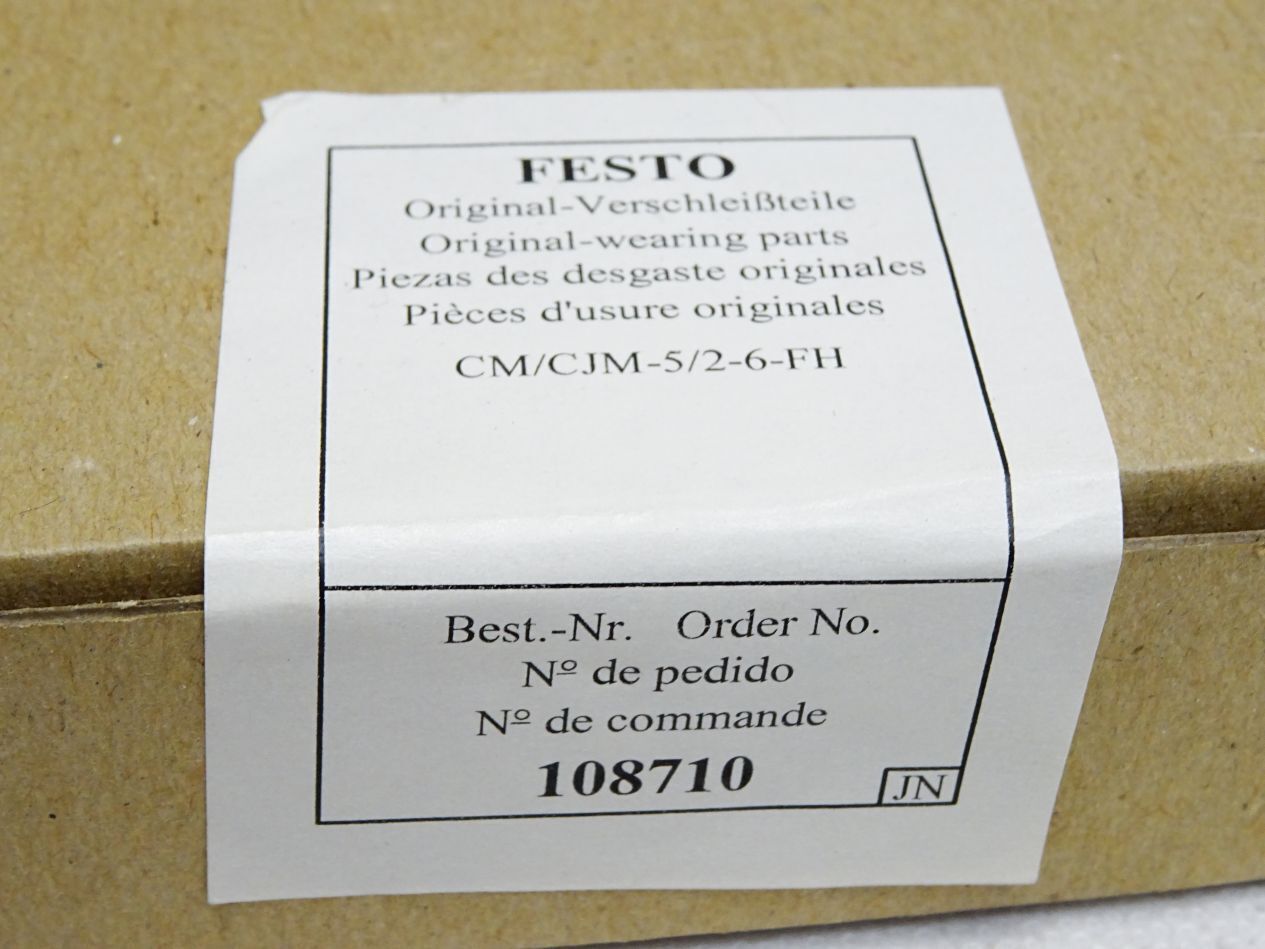 FESTO
Original-Verschleißteile
Original-wearing parts
Piezas des desgaste originales
Pièces d'usure originales
CM/CJM-5/2-6-FH
Best.-Nr. Order No.
Nº de pedido
Nº de commande
108710
JN